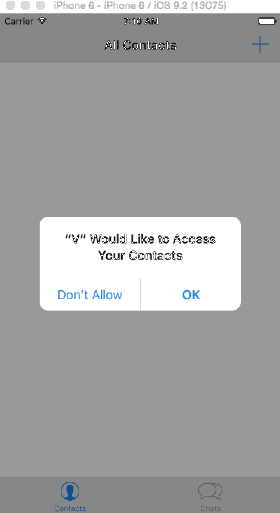 iPhone 6 - iPhone 6 / iOS 9.2 (13C75)
Carrier 7:10 AM
All Contacts
"V" Would Like to Access
Your Contacts
Don't Allow OK
Contacts Chats